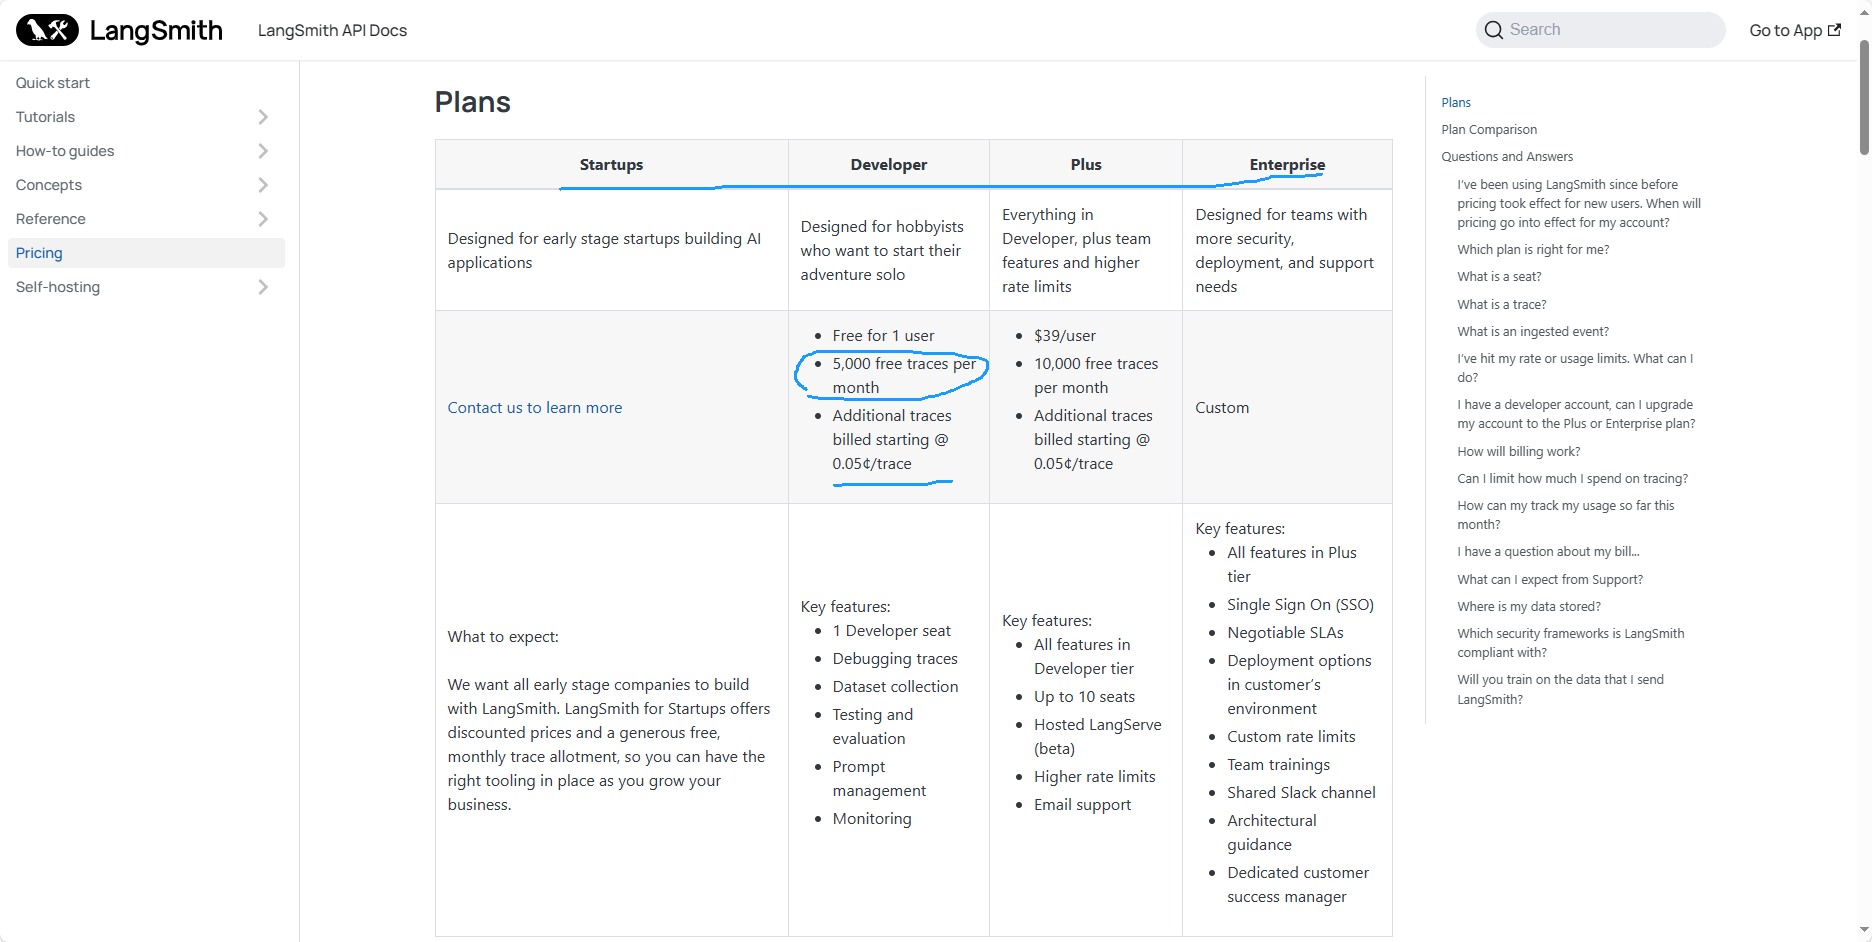 LangSmith
LangSmith API Docs
Search
Go to App
Quick start
Tutorials
How-to guides
Concepts
Reference
Pricing
Self-hosting
Plans
Startups
Developer
Plus
Enterprise
Designed for early stage startups building AI
applications
Designed for hobbyists
who want to start their
adventure solo
Everything in
Developer, plus team
features and higher
rate limits
Designed for teams with
more security,
deployment, and support
needs
Contact us to learn more
• Free for 1 user
• 5,000 free traces per
month
• Additional traces
billed starting @
0.05¢/trace
• $39/user
• 10,000 free traces
per month
• Additional traces
billed starting @
0.05¢/trace
Custom
What to expect:
We want all early stage companies to build
with LangSmith. LangSmith for Startups offers
discounted prices and a generous free,
monthly trace allotment, so you can have the
right tooling in place as you grow your
business.
Key features:
• 1 Developer seat
• Debugging traces
• Dataset collection
• Testing and
evaluation
• Prompt
management
• Monitoring
Key features:
• All features in
Developer tier
• Up to 10 seats
• Hosted LangServe
(beta)
• Higher rate limits
• Email support
Key features:
• All features in Plus
tier
• Single Sign On (SSO)
• Negotiable SLAs
• Deployment options
in customer's
environment
• Custom rate limits
• Team trainings
• Shared Slack channel
• Architectural
guidance
• Dedicated customer
success manager
Plans
Plan Comparison
Questions and Answers
I've been using LangSmith since before
pricing took effect for new users. When will
pricing go into effect for my account?
Which plan is right for me?
What is a seat?
What is a trace?
What is an ingested event?
I've hit my rate or usage limits. What can I
do?
I have a developer account, can I upgrade
my account to the Plus or Enterprise plan?
How will billing work?
Can I limit how much I spend on tracing?
How can my track my usage so far this
month?
I have a question about my bill...
What can I expect from Support?
Where is my data stored?
Which security frameworks is LangSmith
compliant with?
Will you train on the data that I send
LangSmith?